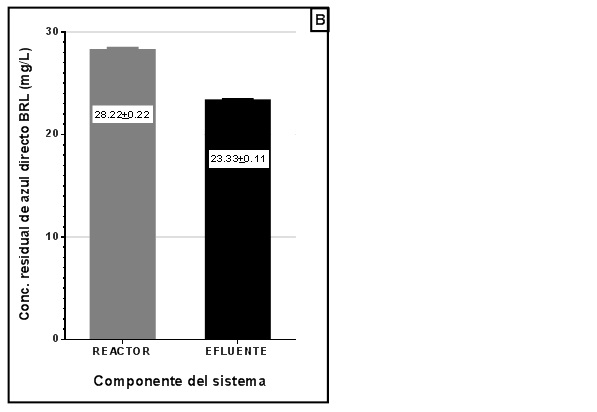 B
Conc. residual de azul directo BRL (mg/L)
30
20
10
0
28.22±0.22
23.33±0.11
REACTOR
EFLUENTE
Componente del sistema